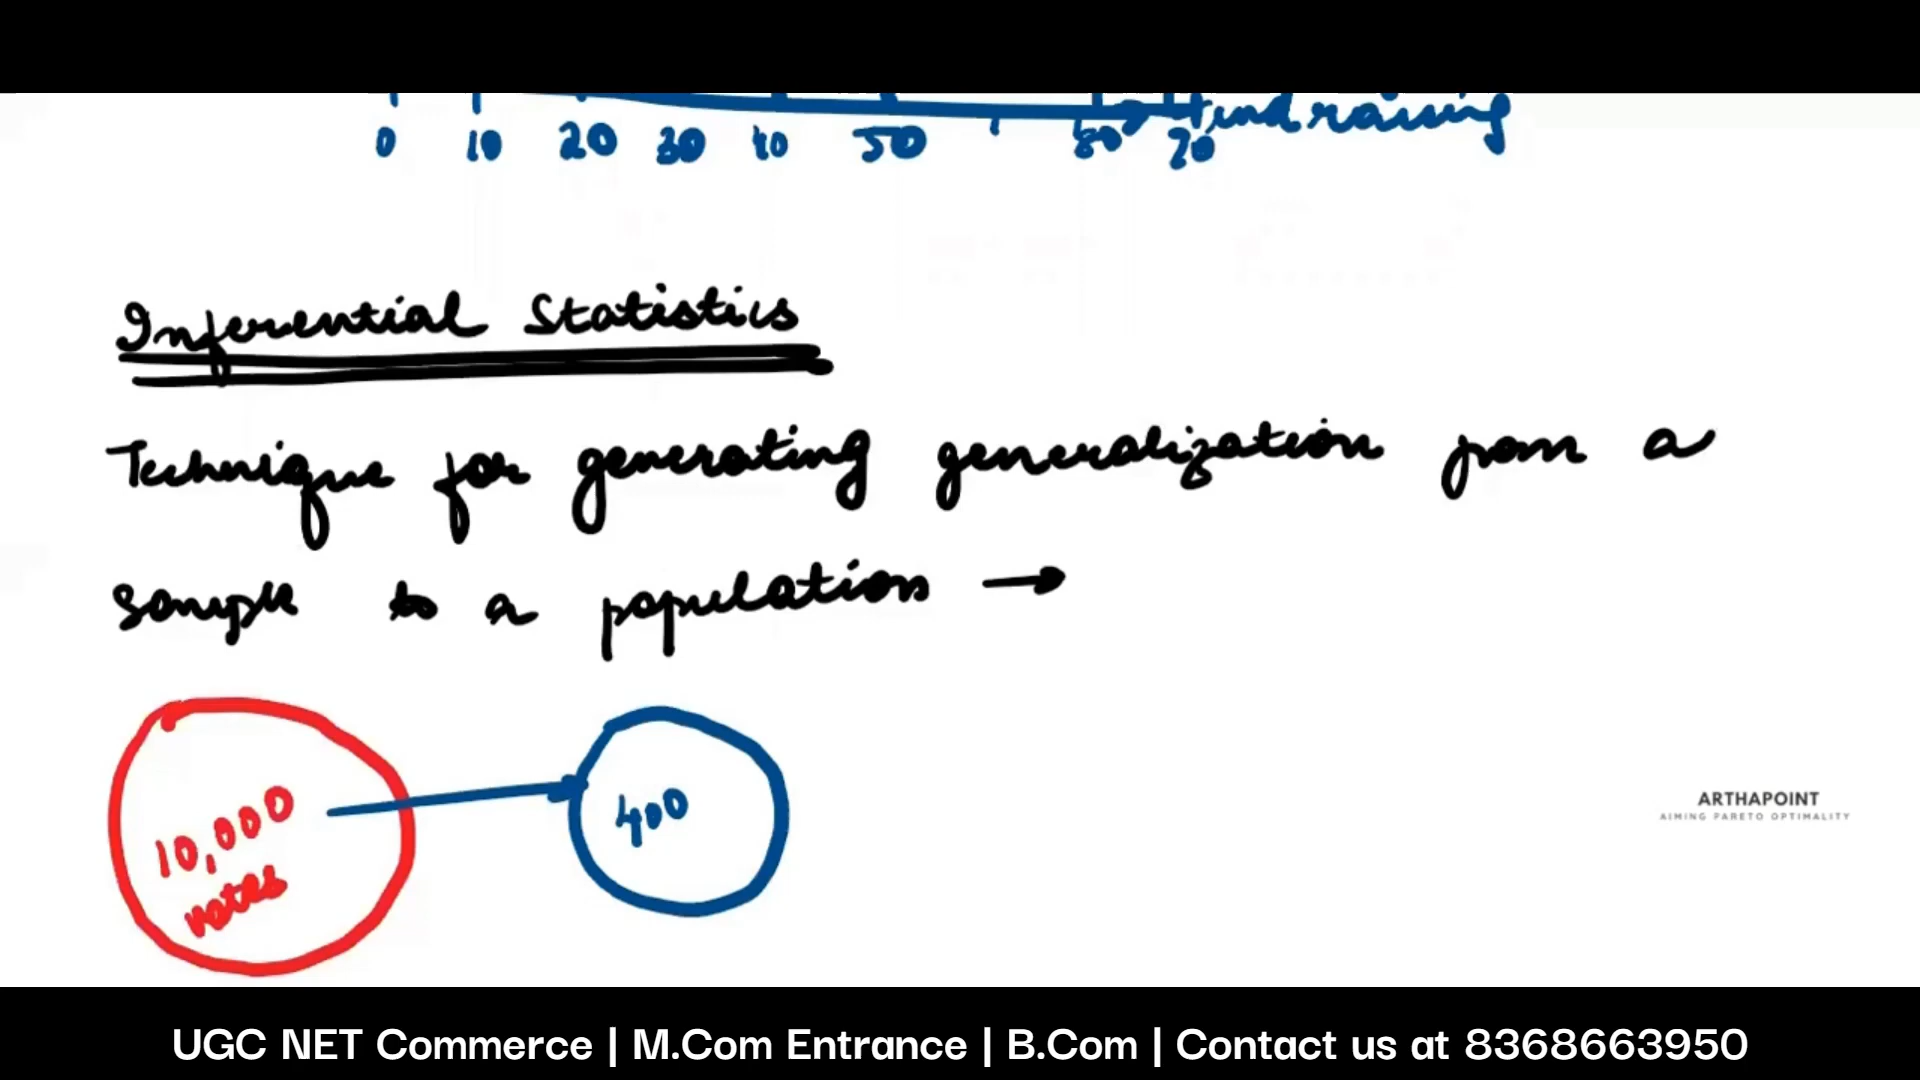 fundraising
0 10 20 30 40 50 60 70
Inferential Statistics
Technique for generating generalization from a
sample to a population →
10,000
votes
400
ARTHAPOINT
AIMING PARETO OPTIMALITY
UGC NET Commerce | M.Com Entrance | B.Com | Contact us at 8368663950